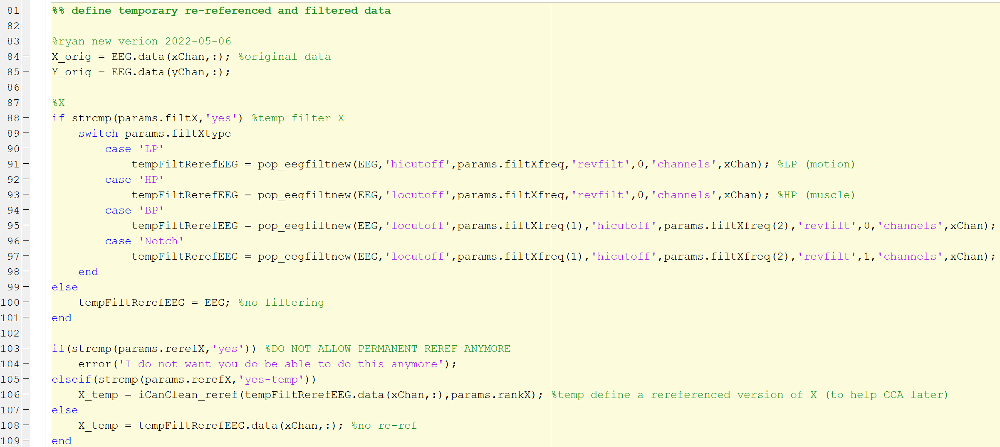 81 %% define temporary re-referenced and filtered data
82
83 %ryan new verion 2022-05-06
84 X_orig = EEG.data(xChan,:); %original data
85 Y_orig = EEG.data(yChan,:);
86
87 %X
88 if strcmp(params.filtX,'yes') %temp filter X
89     switch params.filtXtype
90         case 'LP'
91             tempFiltRerefEEG = pop_eegfiltnew(EEG,'hicutoff',params.filtXfreq,'revfilt',0,'channels',xChan); %LP (motion)
92         case 'HP'
93             tempFiltRerefEEG = pop_eegfiltnew(EEG,'locutoff',params.filtXfreq,'revfilt',0,'channels',xChan); %HP (muscle)
94         case 'BP'
95             tempFiltRerefEEG = pop_eegfiltnew(EEG,'locutoff',params.filtXfreq(1),'hicutoff',params.filtXfreq(2),'revfilt',0,'channels',xChan);
96         case 'Notch'
97             tempFiltRerefEEG = pop_eegfiltnew(EEG,'locutoff',params.filtXfreq(1),'hicutoff',params.filtXfreq(2),'revfilt',1,'channels',xChan);
98     end
99 else
100     tempFiltRerefEEG = EEG; %no filtering
101 end
102
103 if(strcmp(params.rerefX,'yes')) %DO NOT ALLOW PERMANENT REREF ANYMORE
104     error('I do not want you do be able to do this anymore');
105 elseif(strcmp(params.rerefX,'yes-temp'))
106     X_temp = iCanClean_reref(tempFiltRerefEEG.data(xChan,:),params.rankX); %temp define a rereferenced version of X (to help CCA later)
107 else
108     X_temp = tempFiltRerefEEG.data(xChan,:); %no re-ref
109 end